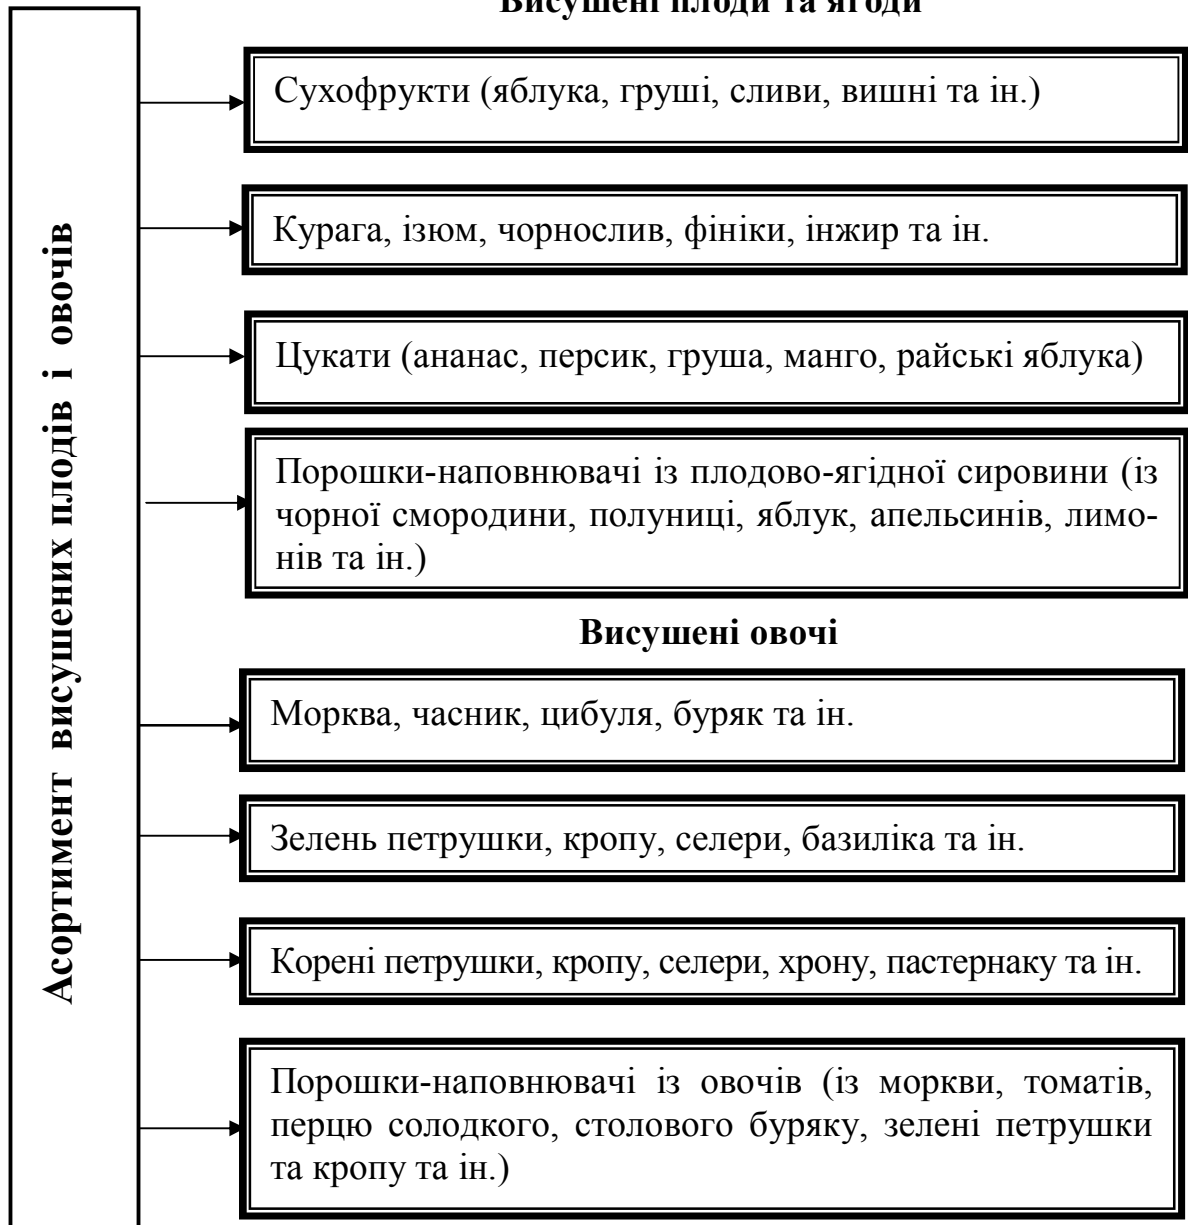 Висушені плоди та ягоди
Сухофрукти (яблука, груші, сливи, вишні та ін.)
Курага, ізюм, чорнослив, фініки, інжир та ін.
Цукати (ананас, персик, груша, манго, райські яблука)
Порошки-наповнювачі із плодово-ягідної сировини (із
чорної смородини, полуниці, яблук, апельсинів, лимо-
нів та ін.)
Висушені овочі
Морква, часник, цибуля, буряк та ін.
Зелень петрушки, кропу, селери, базиліка та ін.
Корені петрушки, кропу, селери, хрону, пастернаку та ін.
Порошки-наповнювачі із овочів (із моркви, томатів,
перцю солодкого, столового буряку, зелені петрушки
та кропу та ін.)
Асортимент висушених плодів і овочів